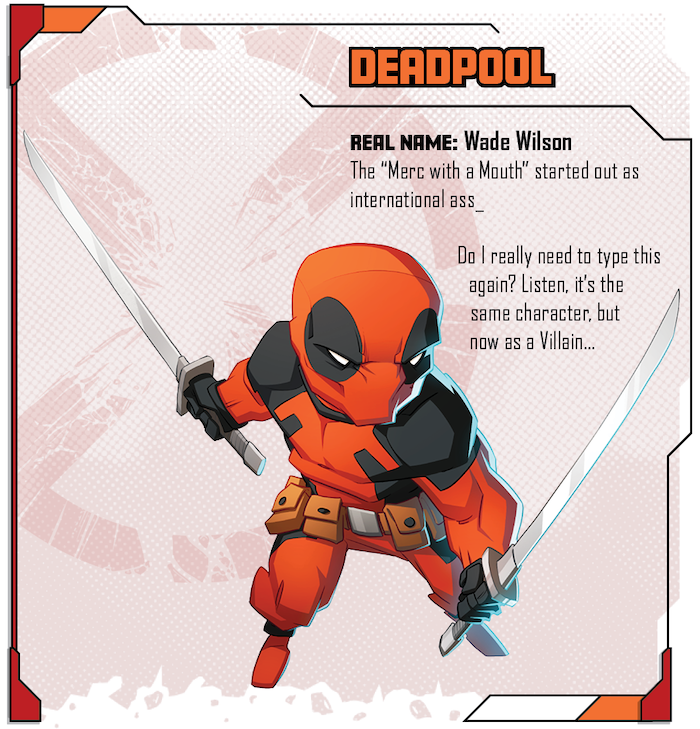 DEADPOOL
REAL NAME: Wade Wilson
The “Merc with a Mouth” started out as
international ass_
Do I really need to type this
again? Listen, it’s the
same character, but
now as a Villain...